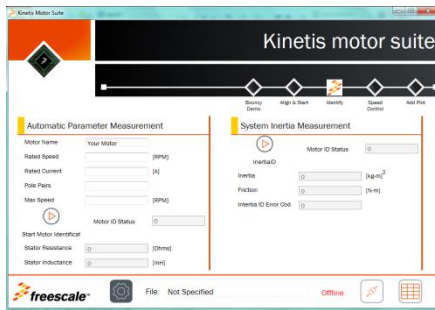 Kinetis Motor Suite
Kinetis motor suite
Bouncy Demo
Align & Start
Identify
Speed Control
Add Plot
Automatic Parameter Measurement
Motor Name Your Motor
Rated Speed [RPM]
Rated Current [A]
Pole Pairs
Max Speed [RPM]
Motor ID Status 0
Start Motor Identificat
Stator Resistance 0 [Ohms]
Stator Inductance 0 [mH]
System Inertia Measurement
Motor ID Status 0
InertiaID
Inertia 0 [kg-m]2
Friction 0 [N-m]
Intertia ID Error Cod 0
freescale™
File: Not Specified
Offline